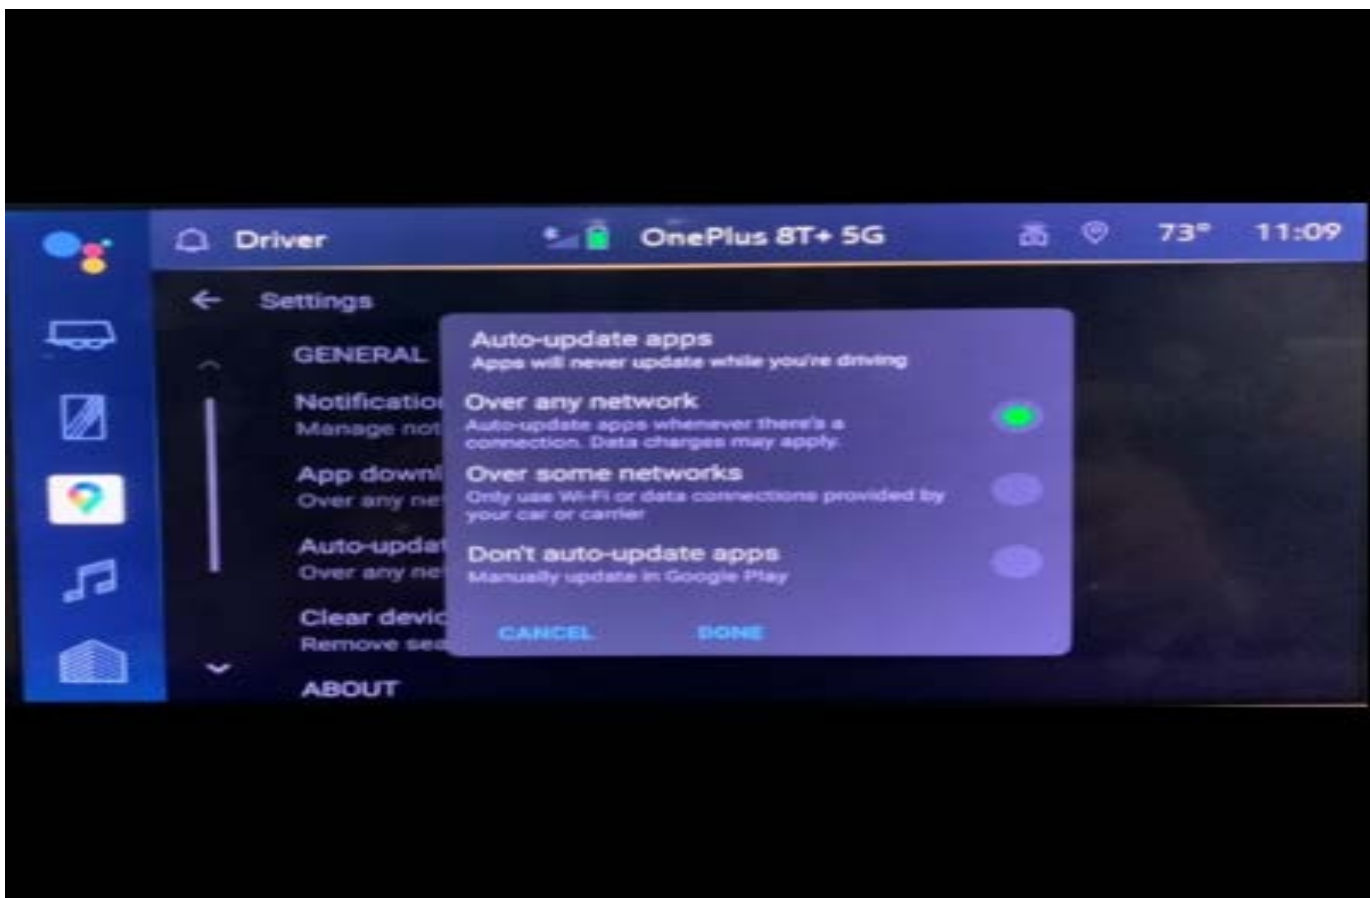 Driver
OnePlus 8T+ 5G
73° 11:09
Settings
GENERAL
Notification
Manage not
App downl
Over any ne
Auto-updat
Over any ne
Clear devic
Remove sea
ABOUT
Auto-update apps
Apps will never update while you're driving
Over any network
Auto-update apps whenever there's a
connection. Data charges may apply.
Over some networks
Only use Wi-Fi or data connections provided by
your car or carrier
Don't auto-update apps
Manually update in Google Play
CANCEL DONE